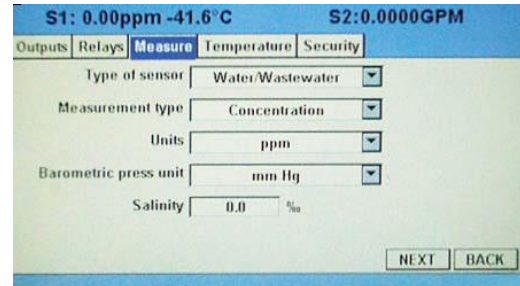 S1: 0.00ppm -41.6°C S2:0.0000GPM
Outputs Relays Measure Temperature Security
Type of sensor Water/Wastewater
Measurement type Concentration
Units ppm
Barometric press unit mm Hg
Salinity 0.0 ‰
NEXT BACK